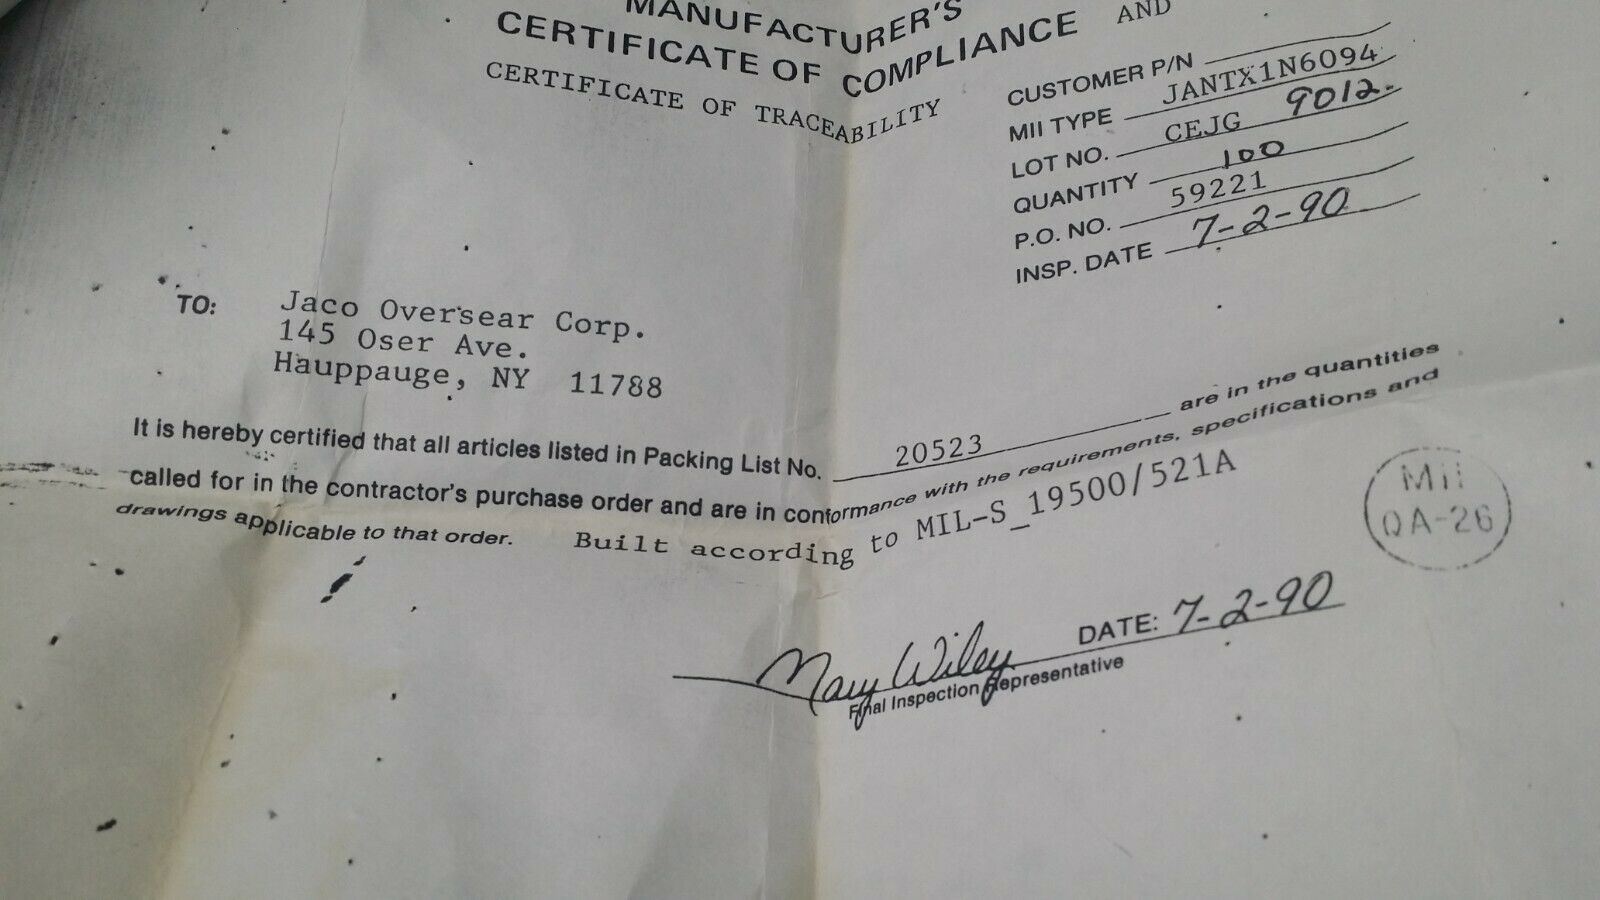 MANUFACTURER'S
CERTIFICATE OF COMPLIANCE AND
CERTIFICATE OF TRACEABILITY
CUSTOMER P/N
MII TYPE JANTX1N6094
LOT NO. CEJG 9012.
QUANTITY 100
P.O. NO. 59221
INSP. DATE 7-2-90
TO: Jaco Oversear Corp.
145 Oser Ave.
Hauppauge, NY 11788
It is hereby certified that all articles listed in Packing List No. 20523 are in the quantities
called for in the contractor's purchase order and are in conformance with the requirements, specifications and
drawings applicable to that order. Built according to MIL-S_19500/521A
MII
QA-26
Mary Wiley DATE: 7-2-90
Final Inspection Representative